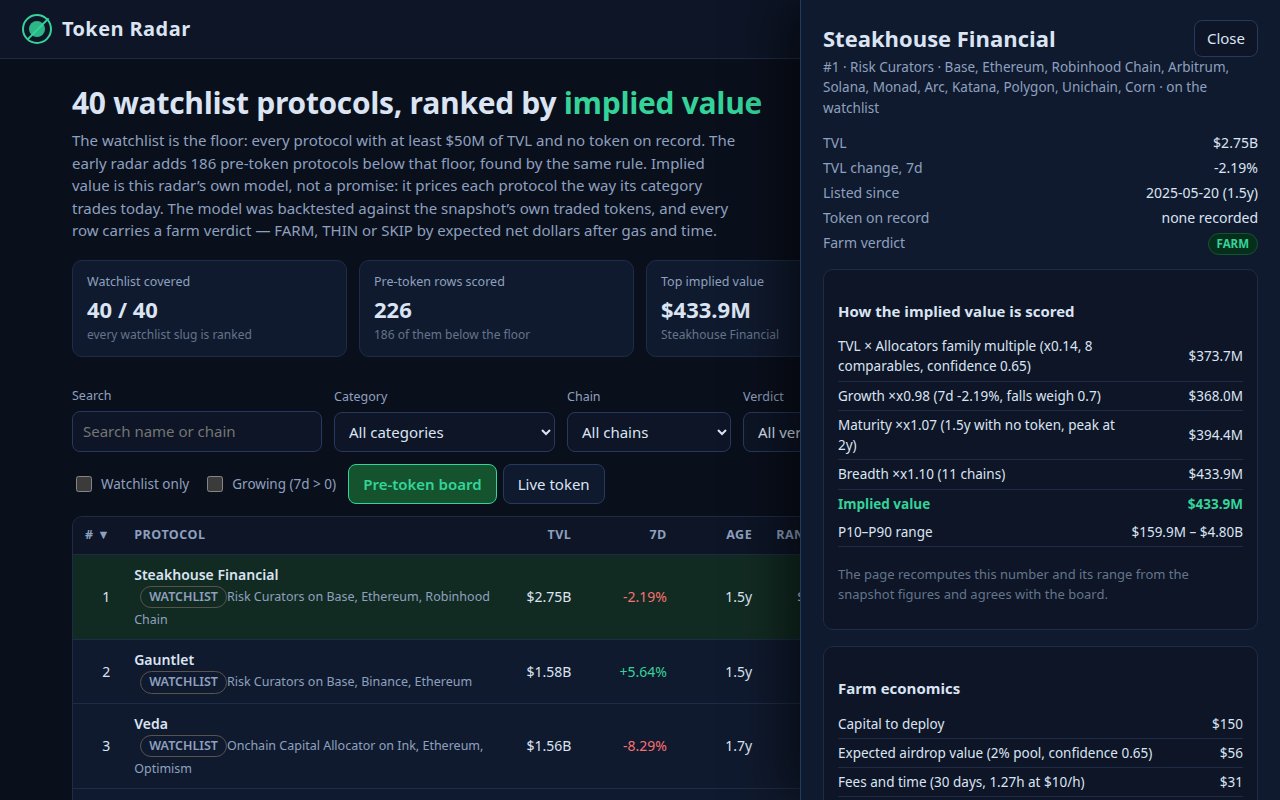 Token Radar
40 watchlist protocols, ranked by implied value
The watchlist is the floor: every protocol with at least $50M of TVL and no token on record. The
early radar adds 186 pre-token protocols below that floor, found by the same rule. Implied
value is this radar's own model, not a promise: it prices each protocol the way its category
trades today. The model was backtested against the snapshot's own traded tokens, and every
row carries a farm verdict — FARM, THIN or SKIP by expected net dollars after gas and time.
Watchlist covered
40 / 40
every watchlist slug is ranked
Pre-token rows scored
226
186 of them below the floor
Top implied value
$433.9M
Steakhouse Financial
Search
Search name or chain
Category
All categories
Chain
All chains
Verdict
All ver
Watchlist only
Growing (7d > 0)
Pre-token board
Live token
# ▼ PROTOCOL TVL 7D AGE RAN
1 Steakhouse Financial
WATCHLIST Risk Curators on Base, Ethereum, Robinhood
Chain
$2.75B -2.19% 1.5y
2 Gauntlet
WATCHLIST Risk Curators on Base, Binance, Ethereum
$1.58B +5.64% 1.5y
3 Veda
WATCHLIST Onchain Capital Allocator on Ink, Ethereum,
Optimism
$1.56B -8.29% 1.7y
Steakhouse Financial
Close
#1 · Risk Curators · Base, Ethereum, Robinhood Chain, Arbitrum,
Solana, Monad, Arc, Katana, Polygon, Unichain, Corn · on the
watchlist
TVL $2.75B
TVL change, 7d -2.19%
Listed since 2025-05-20 (1.5y)
Token on record none recorded
Farm verdict FARM
How the implied value is scored
TVL × Allocators family multiple (x0.14, 8
comparables, confidence 0.65) $373.7M
Growth ×x0.98 (7d -2.19%, falls weigh 0.7) $368.0M
Maturity ×x1.07 (1.5y with no token, peak at
2y) $394.4M
Breadth ×x1.10 (11 chains) $433.9M
Implied value $433.9M
P10–P90 range $159.9M – $4.80B
The page recomputes this number and its range from the
snapshot figures and agrees with the board.
Farm economics
Capital to deploy $150
Expected airdrop value (2% pool, confidence 0.65) $56
Fees and time (30 days, 1.27h at $10/h) $31